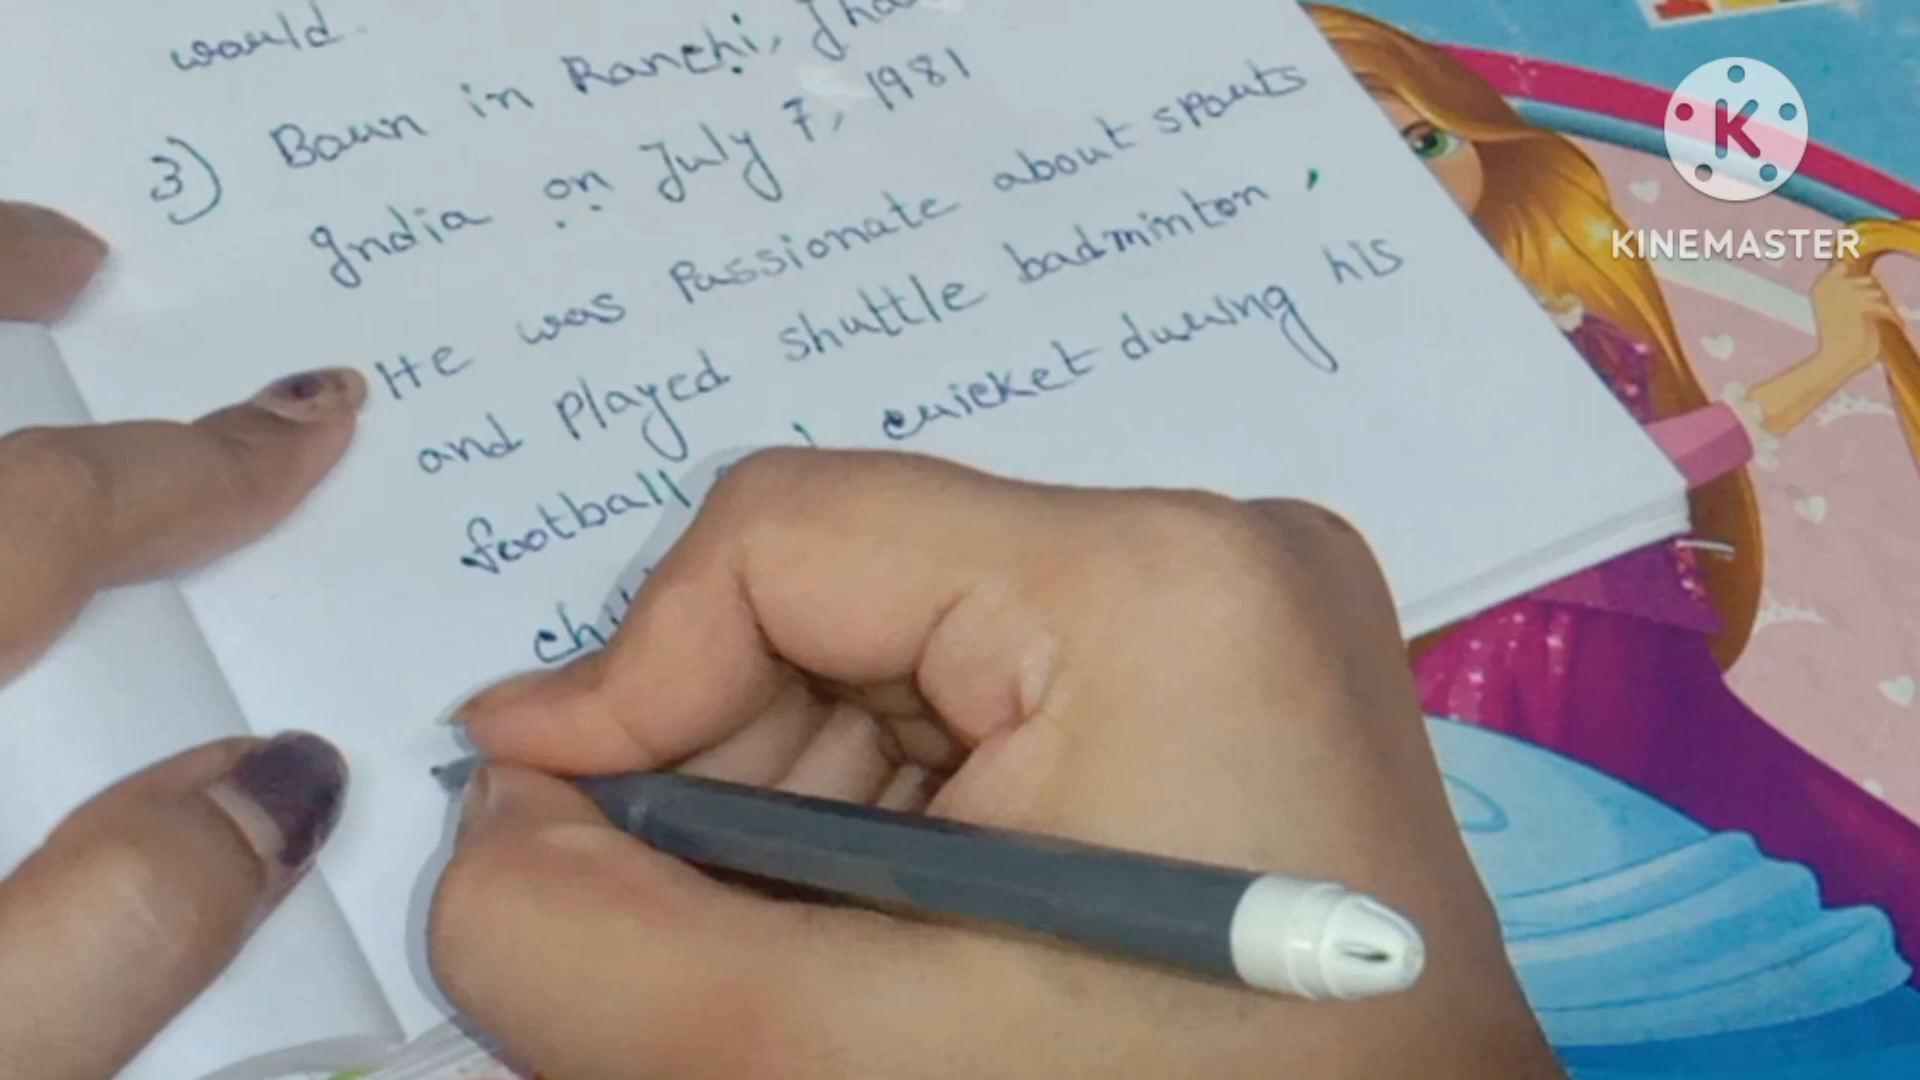 world.
3) Born in Ranchi,
India on July 7, 1981
He was Passionate about sports
and Played shuttle badminton,
football cricket during his
K
KINEMASTER